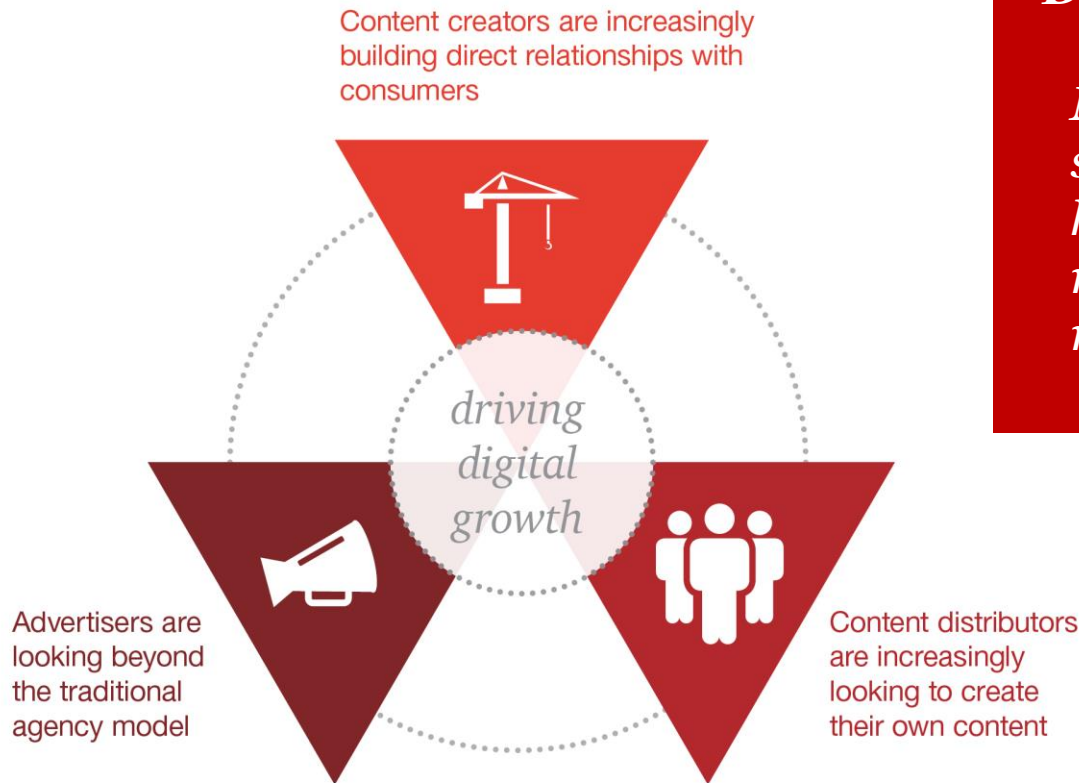 Content creators are increasingly
building direct relationships with
consumers
driving
digital
growth
Advertisers are
looking beyond
the traditional
agency model
Content distributors
are increasingly
looking to create
their own content